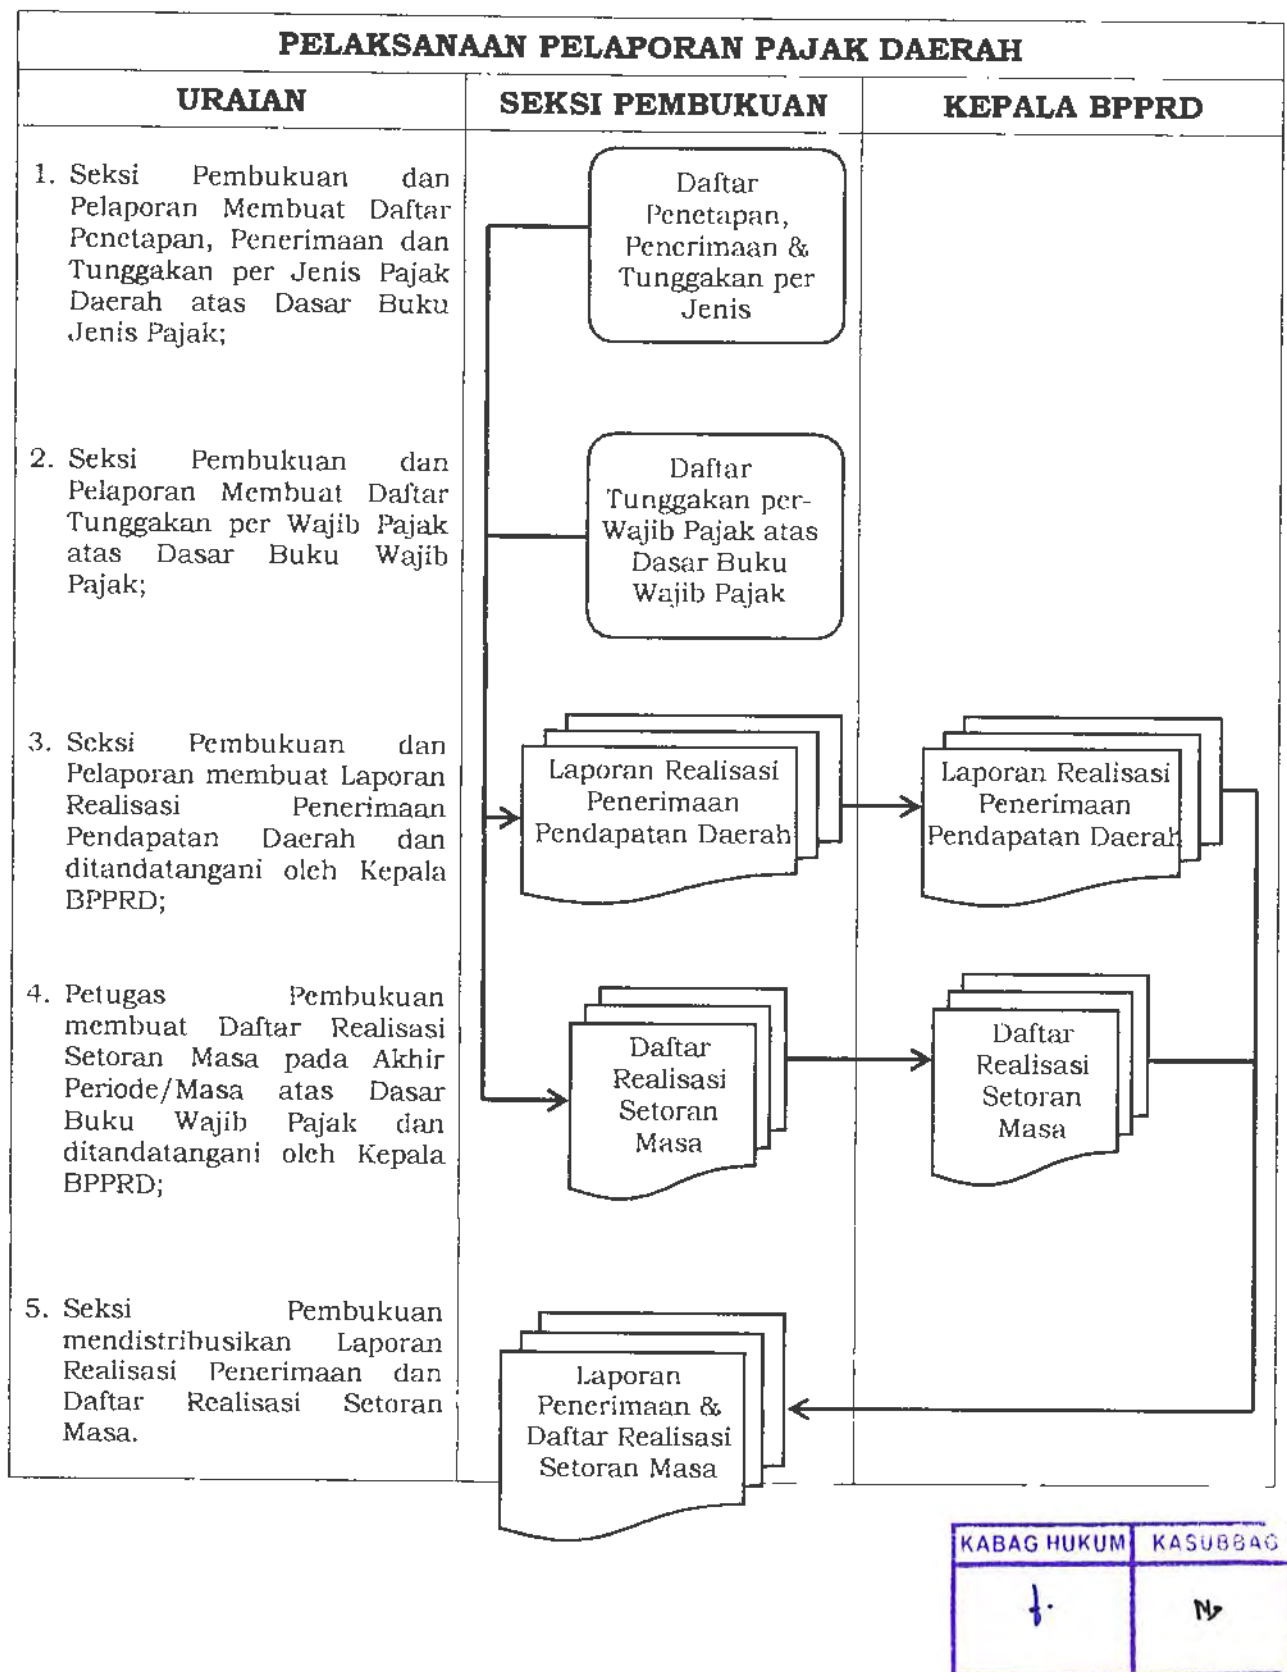 PELAKSANAAN PELAPORAN PAJAK DAERAH
URAIAN
SEKSI PEMBUKUAN
KEPALA BPPRD
1. Seksi Pembukuan dan
Pelaporan Membuat Daftar
Penetapan, Penerimaan dan
Tunggakan per Jenis Pajak
Daerah atas Dasar Buku
Jenis Pajak;
Daftar
Penetapan,
Penerimaan &
Tunggakan per
Jenis
2. Seksi Pembukuan dan
Pelaporan Membuat Daftar
Tunggakan per Wajib Pajak
atas Dasar Buku Wajib
Pajak;
Daftar
Tunggakan per-
Wajib Pajak atas
Dasar Buku
Wajib Pajak
3. Seksi Pembukuan dan
Pelaporan membuat Laporan
Realisasi Penerimaan
Pendapatan Daerah dan
ditandatangani oleh Kepala
BPPRD;
Laporan Realisasi
Penerimaan
Pendapatan Daerah
Laporan Realisasi
Penerimaan
Pendapatan Daerah
4. Petugas Pembukuan
membuat Daftar Realisasi
Setoran Masa pada Akhir
Periode/Masa atas Dasar
Buku Wajib Pajak dan
ditandatangani oleh Kepala
BPPRD;
Daftar
Realisasi
Setoran
Masa
Daftar
Realisasi
Setoran
Masa
5. Seksi Pembukuan
mendistribusikan Laporan
Realisasi Penerimaan dan
Daftar Realisasi Setoran
Masa.
Laporan
Penerimaan &
Daftar Realisasi
Setoran Masa
KABAG HUKUM
KASUBBAG